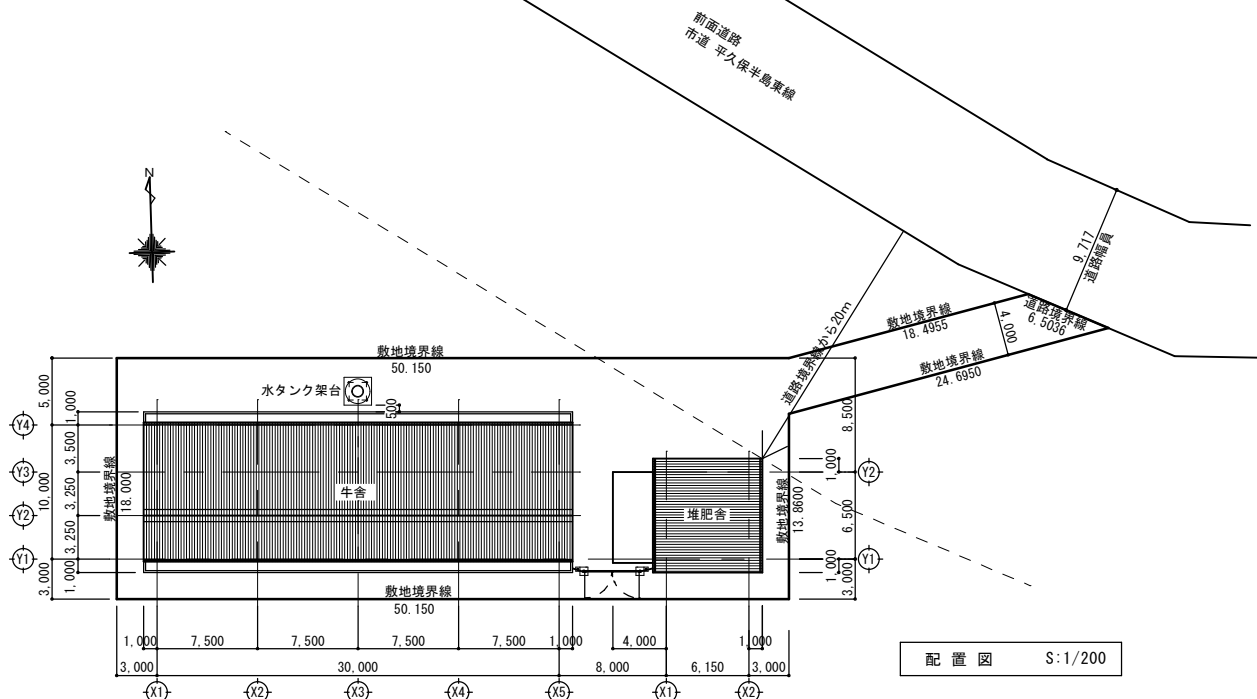 前面道路
市道 平久保半島東線
N
9.717
道路幅員
道路境界線から20m
敷地境界線
18.4955
4,000
道路境界線
6.5036
敷地境界線
24.6950
敷地境界線
50.150
水タンク架台
500
5,000
1,000
Y4
3,500
Y3
10,000
3,250
Y2
3,250
Y1
3,000
1,000
敷地境界線
18.000
牛舎
堆肥舎
敷地境界線
13.8600
8,500
1,000
Y2
6,500
Y1
1,000
3,000
敷地境界線
50.150
1,000
7,500
7,500
7,500
7,500
1,000
4,000
1,000
3,000
30,000
8,000
6,150
3,000
X1
X2
X3
X4
X5
X1
X2
配置図 S:1/200